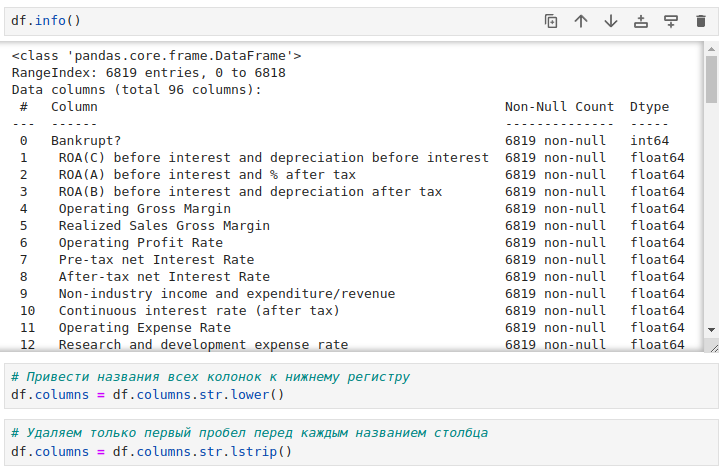 df.info()
<class 'pandas.core.frame.DataFrame'>
RangeIndex: 6819 entries, 0 to 6818
Data columns (total 96 columns):
 #   Column                                                    Non-Null Count  Dtype
---  ------                                                    --------------  -----
 0   Bankrupt?                                                 6819 non-null   int64
 1    ROA(C) before interest and depreciation before interest  6819 non-null   float64
 2    ROA(A) before interest and % after tax                   6819 non-null   float64
 3    ROA(B) before interest and depreciation after tax        6819 non-null   float64
 4    Operating Gross Margin                                   6819 non-null   float64
 5    Realized Sales Gross Margin                              6819 non-null   float64
 6    Operating Profit Rate                                    6819 non-null   float64
 7    Pre-tax net Interest Rate                                6819 non-null   float64
 8    After-tax net Interest Rate                              6819 non-null   float64
 9    Non-industry income and expenditure/revenue              6819 non-null   float64
 10   Continuous interest rate (after tax)                     6819 non-null   float64
 11   Operating Expense Rate                                   6819 non-null   float64
 12   Research and development expense rate                    6819 non-null   float64
# Привести названия всех колонок к нижнему регистру
df.columns = df.columns.str.lower()
# Удаляем только первый пробел перед каждым названием столбца
df.columns = df.columns.str.lstrip()